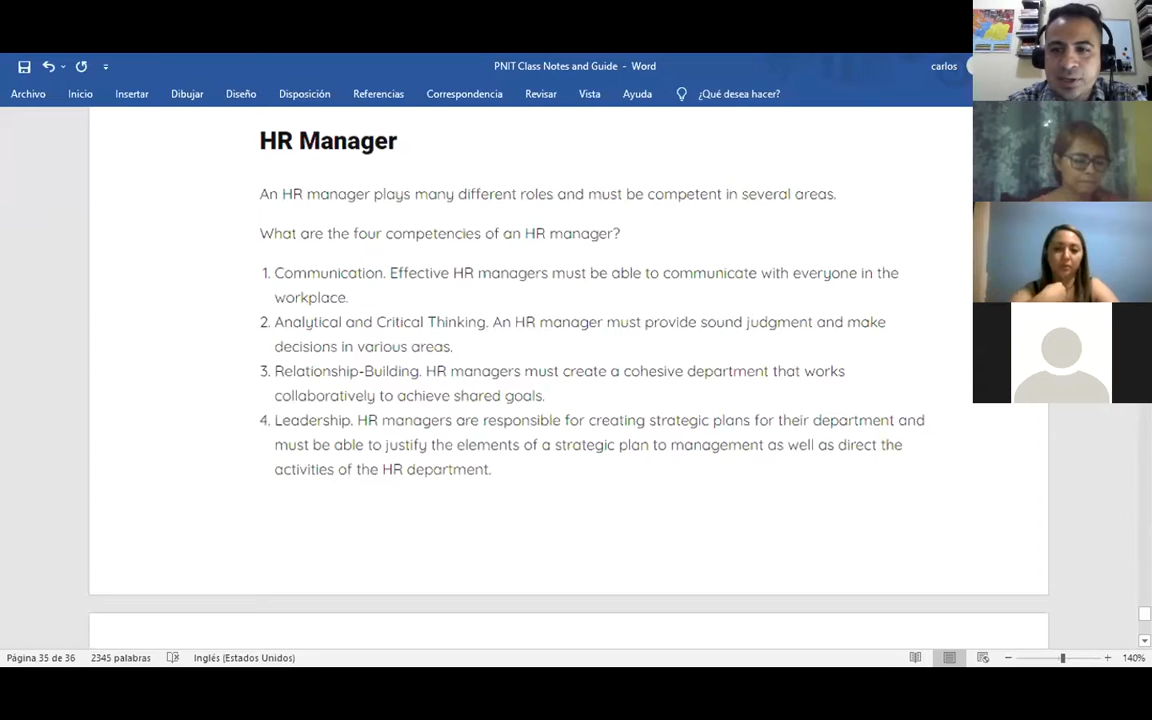 PNIT Class Notes and Guide - Word
carlos
Archivo Inicio Insertar Dibujar Diseño Disposición Referencias Correspondencia Revisar Vista Ayuda ¿Qué desea hacer?
HR Manager
An HR manager plays many different roles and must be competent in several areas.
What are the four competencies of an HR manager?
1. Communication. Effective HR managers must be able to communicate with everyone in the
workplace.
2. Analytical and Critical Thinking. An HR manager must provide sound judgment and make
decisions in various areas.
3. Relationship-Building. HR managers must create a cohesive department that works
collaboratively to achieve shared goals.
4. Leadership. HR managers are responsible for creating strategic plans for their department and
must be able to justify the elements of a strategic plan to management as well as direct the
activities of the HR department.
Página 35 de 36 2345 palabras Inglés (Estados Unidos) 140%